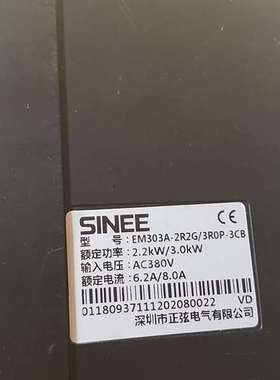 SINEE CE
型 号: EM303A-2R2G/3R0P-3CB
额定功率: 2.2kW/3.0kW
输入电压: AC380V
额定电流: 6.2A/8.0A
01180937111202080022 VD
深圳市正弦电气有限公司